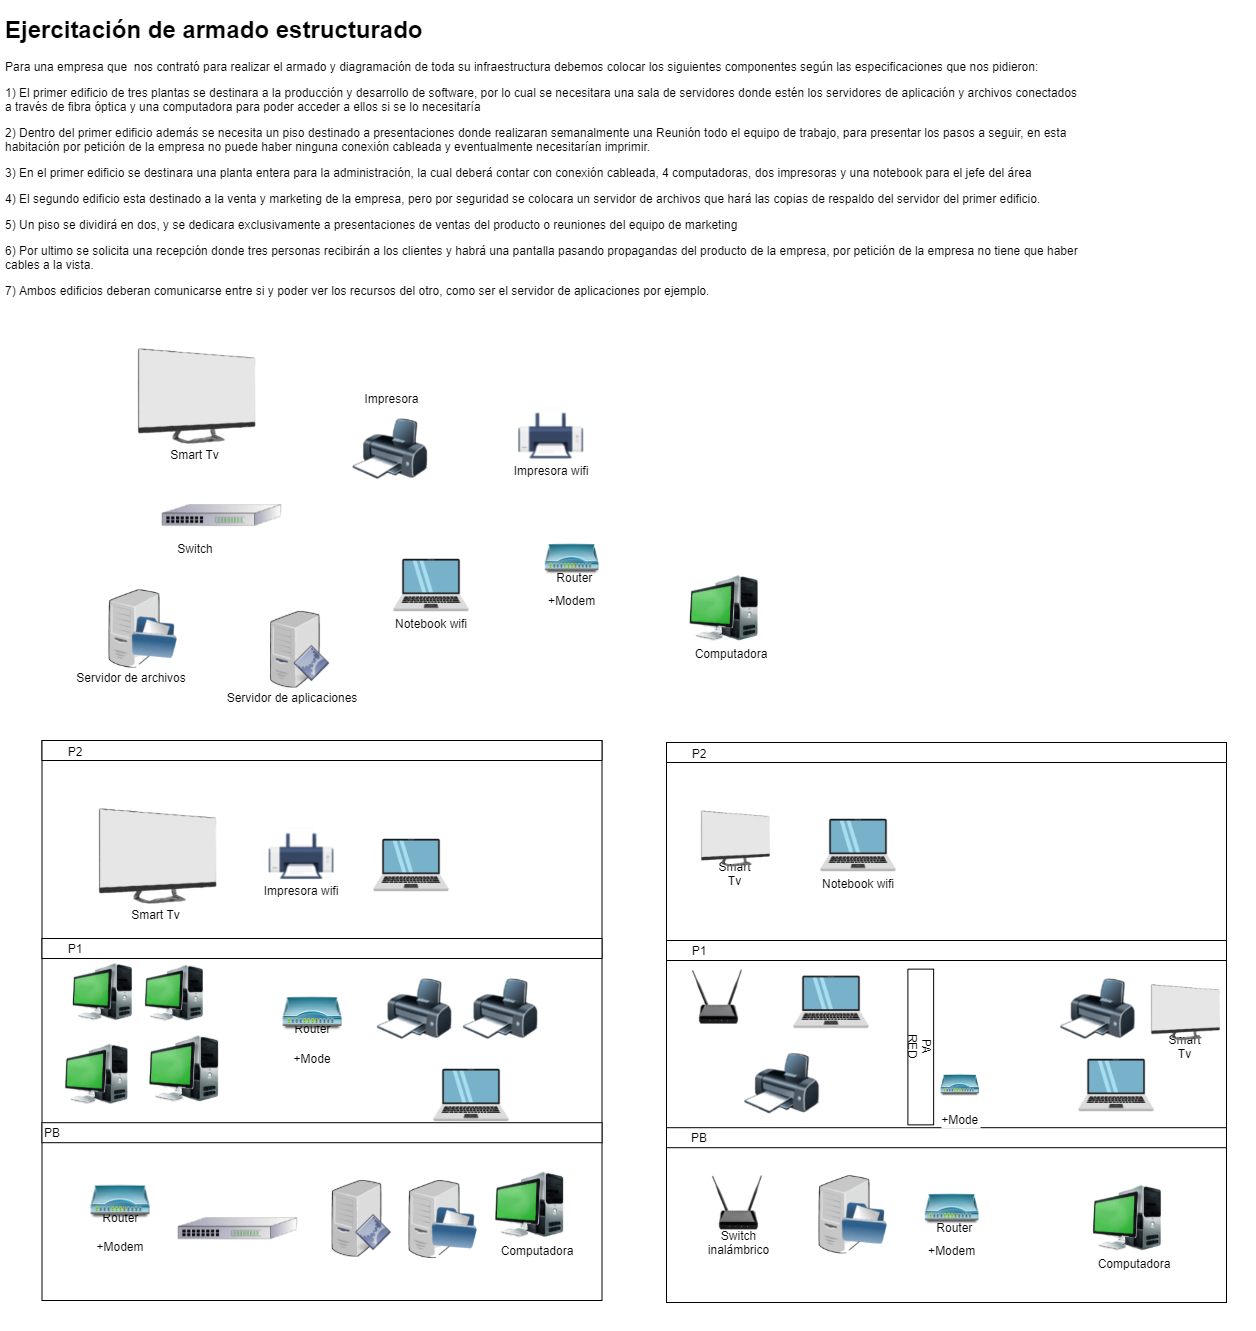 Ejercitación de armado estructurado
Para una empresa que  nos contrató para realizar el armado y diagramación de toda su infraestructura debemos colocar los siguientes componentes según las especificaciones que nos pidieron:
1) El primer edificio de tres plantas se destinara a la producción y desarrollo de software, por lo cual se necesitara una sala de servidores donde estén los servidores de aplicación y archivos conectados
a través de fibra óptica y una computadora para poder acceder a ellos si se lo necesitaría
2) Dentro del primer edificio además se necesita un piso destinado a presentaciones donde realizaran semanalmente una Reunión todo el equipo de trabajo, para presentar los pasos a seguir, en esta
habitación por petición de la empresa no puede haber ninguna conexión cableada y eventualmente necesitarían imprimir.
3) En el primer edificio se destinara una planta entera para la administración, la cual deberá contar con conexión cableada, 4 computadoras, dos impresoras y una notebook para el jefe del área
4) El segundo edificio esta destinado a la venta y marketing de la empresa, pero por seguridad se colocara un servidor de archivos que hará las copias de respaldo del servidor del primer edificio.
5) Un piso se dividirá en dos, y se dedicara exclusivamente a presentaciones de ventas del producto o reuniones del equipo de marketing
6) Por ultimo se solicita una recepción donde tres personas recibirán a los clientes y habrá una pantalla pasando propagandas del producto de la empresa, por petición de la empresa no tiene que haber
cables a la vista.
7) Ambos edificios deberan comunicarse entre si y poder ver los recursos del otro, como ser el servidor de aplicaciones por ejemplo.
Impresora
Smart Tv
Impresora wifi
Switch
Router
+Modem
Notebook wifi
Computadora
Servidor de archivos
Servidor de aplicaciones
P2
Impresora wifi
Smart Tv
P1
Router
+Mode
PB
Router
+Modem
Computadora
P2
Smart
Tv
Notebook wifi
P1
PA
RED
Smart
Tv
+Mode
PB
Switch
inalámbrico
Router
+Modem
Computadora